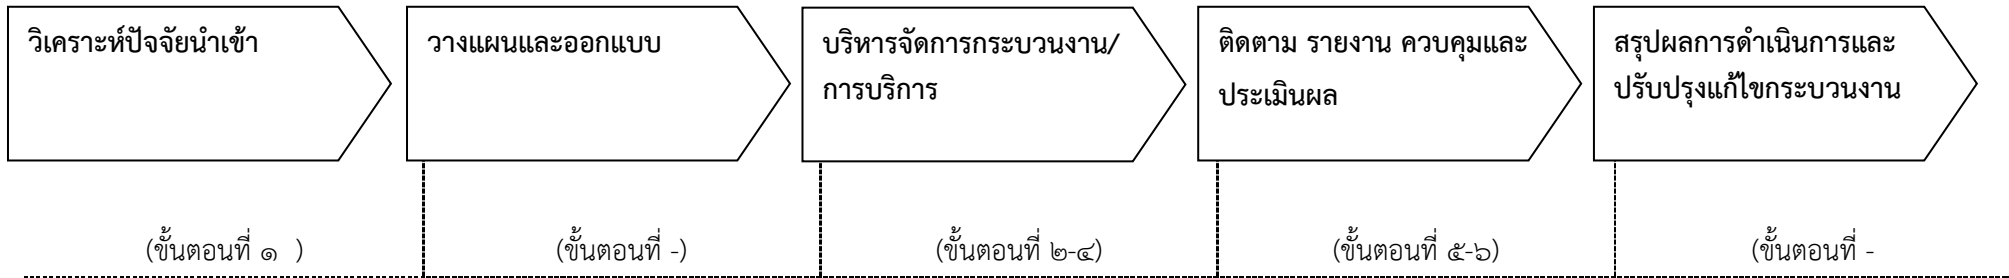 วิเคราะห์ปัจจัยนำเข้า
วางแผนและออกแบบ
บริหารจัดการกระบวนงาน/
การบริการ
ติดตาม รายงาน ควบคุมและ
ประเมินผล
สรุปผลการดำเนินการและ
ปรับปรุงแก้ไขกระบวนงาน
(ขั้นตอนที่ ๑ )
(ขั้นตอนที่ -)
(ขั้นตอนที่ ๒-๔)
(ขั้นตอนที่ ๕-๖)
(ขั้นตอนที่ -